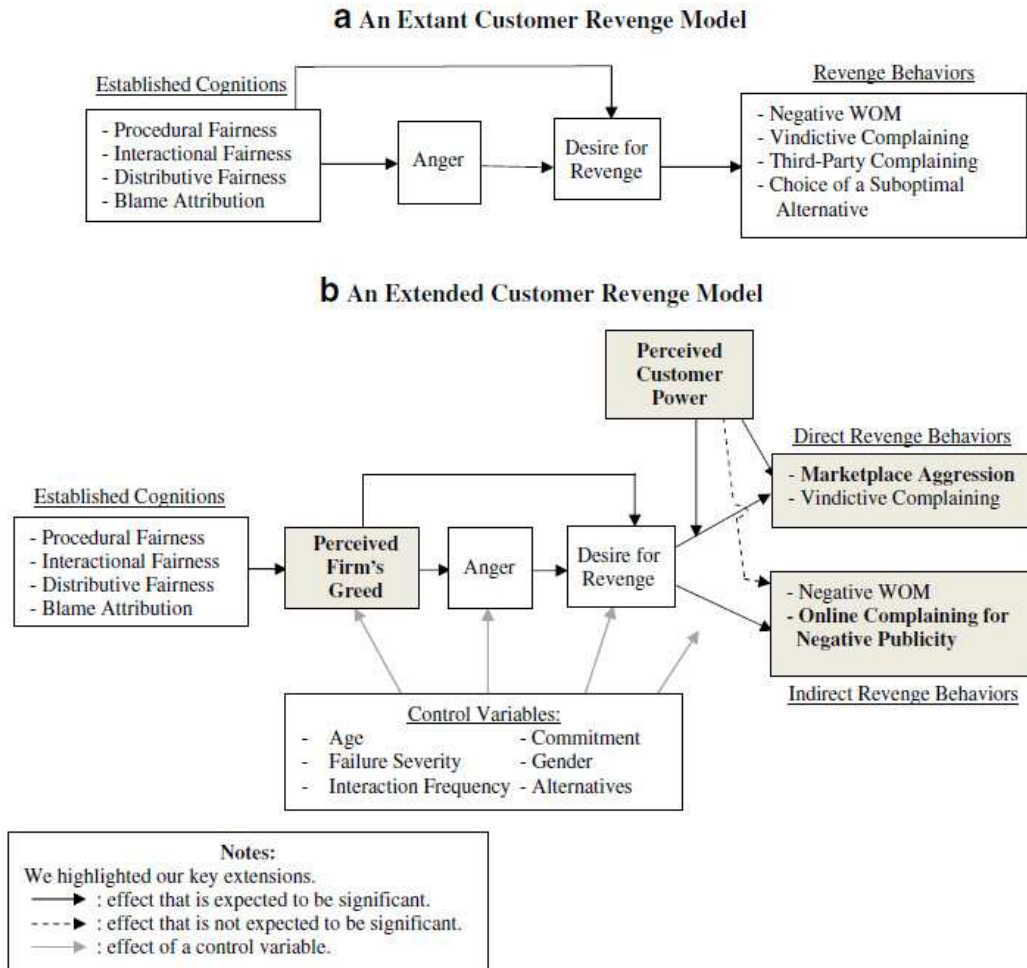 a An Extant Customer Revenge Model
Established Cognitions
- Procedural Fairness
- Interactional Fairness
- Distributive Fairness
- Blame Attribution
Anger
Desire for
Revenge
Revenge Behaviors
- Negative WOM
- Vindictive Complaining
- Third-Party Complaining
- Choice of a Suboptimal
Alternative
b An Extended Customer Revenge Model
Perceived
Customer
Power
Established Cognitions
- Procedural Fairness
- Interactional Fairness
- Distributive Fairness
- Blame Attribution
Perceived
Firm's
Greed
Anger
Desire for
Revenge
Direct Revenge Behaviors
- Marketplace Aggression
- Vindictive Complaining
- Negative WOM
- Online Complaining for
Negative Publicity
Indirect Revenge Behaviors
Control Variables:
- Age - Commitment
- Failure Severity - Gender
- Interaction Frequency - Alternatives
Notes:
We highlighted our key extensions.
: effect that is expected to be significant.
: effect that is not expected to be significant.
: effect of a control variable.